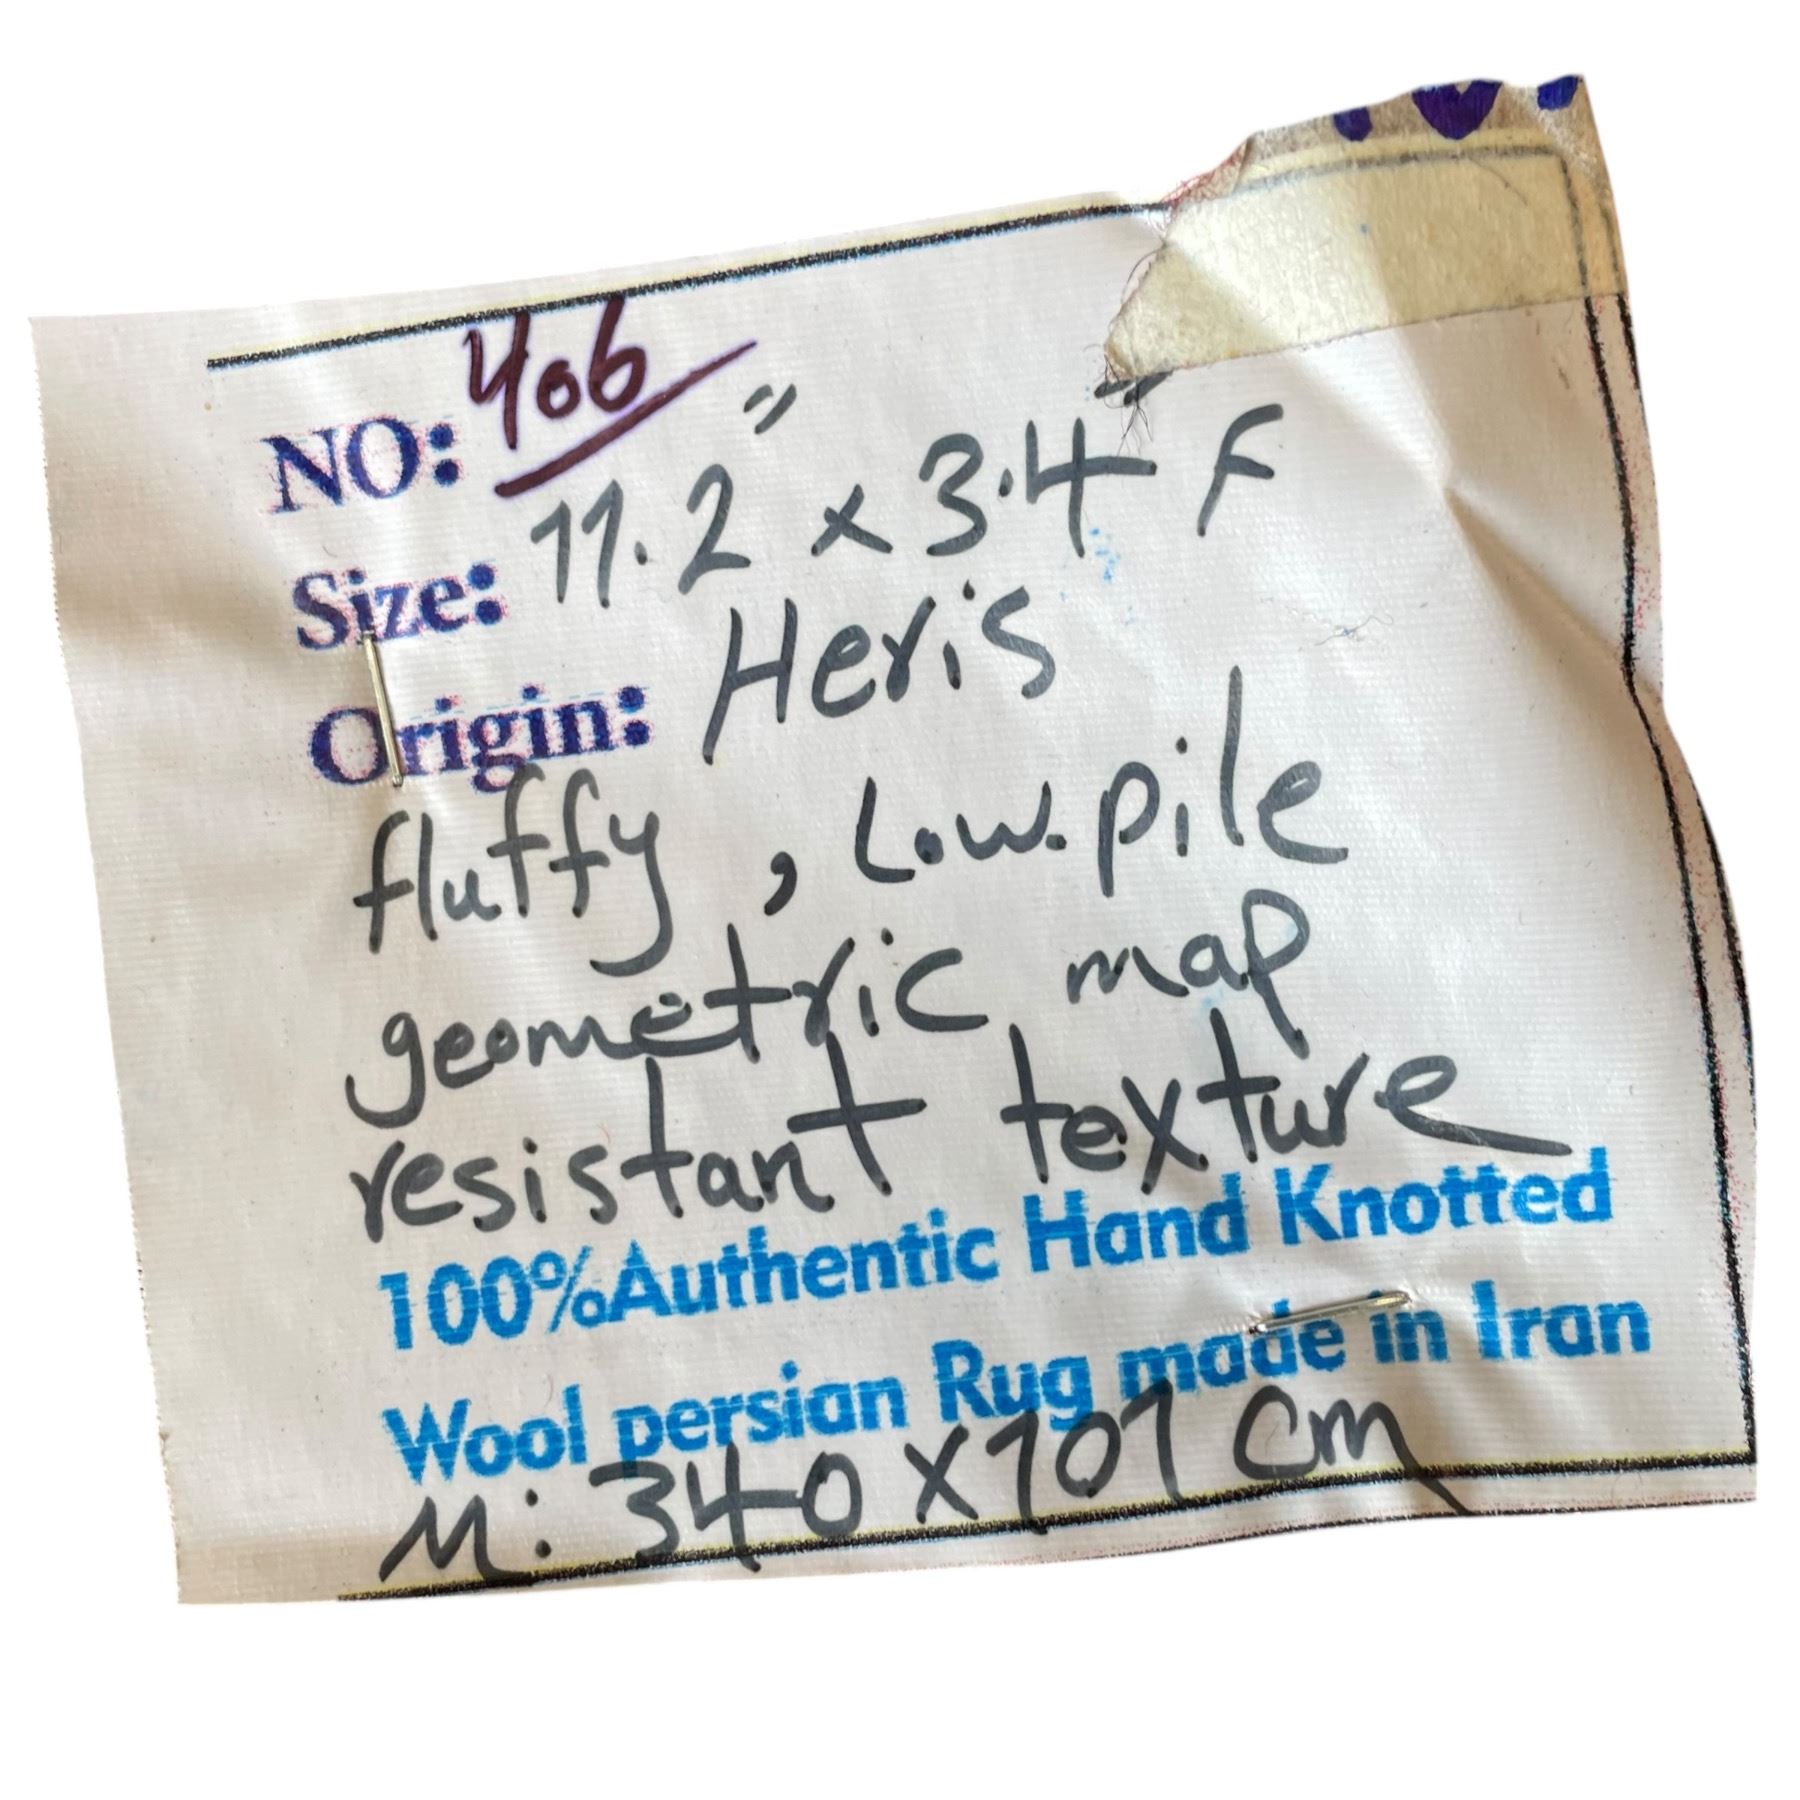 NO: 406
Size: 11.2" x 3.4" F
Origin: Heris
fluffy, Low.pile
geometric map
resistant texture
100%Authentic Hand Knotted
Wool persian Rug made in Iran
M: 340 x 101 cm